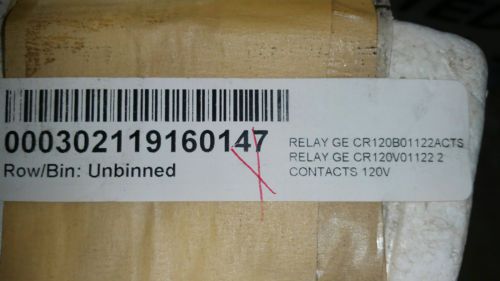 000302119160147
Row/Bin: Unbinned
RELAY GE CR120B01122ACTS
RELAY GE CR120V01122 2
CONTACTS 120V